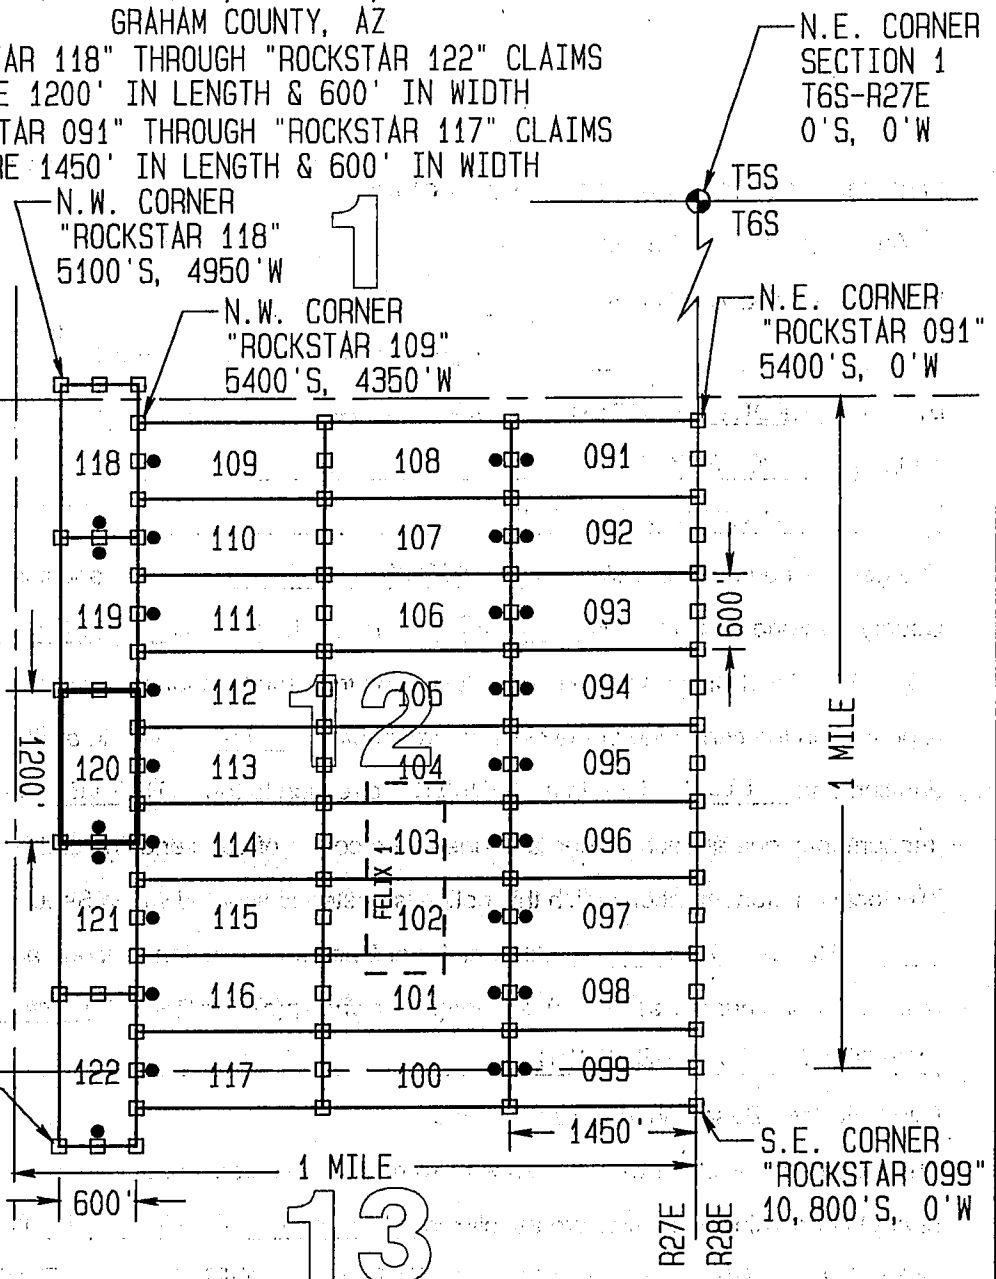 GRAHAM COUNTY, AZ
AR 118" THROUGH "ROCKSTAR 122" CLAIMS
E 1200' IN LENGTH & 600' IN WIDTH
TAR 091" THROUGH "ROCKSTAR 117" CLAIMS
RE 1450' IN LENGTH & 600' IN WIDTH
N.E. CORNER
SECTION 1
T6S-R27E
0'S, 0'W
T5S
T6S
N.W. CORNER
"ROCKSTAR 118"
5100'S, 4950'W
1
N.W. CORNER
"ROCKSTAR 109"
5400'S, 4350'W
N.E. CORNER
"ROCKSTAR 091"
5400'S, 0'W
118 109 108 091
110 107 092
119 111 106 093
600'
112 105 094
12
1200'
120 113 104 095
1 MILE
114 103 096
FELIX 1
121 115 102 097
116 101 098
122 117 100 099
1450'
1 MILE
600'
S.E. CORNER
"ROCKSTAR 099"
10,800'S, 0'W
13
R27E
R28E